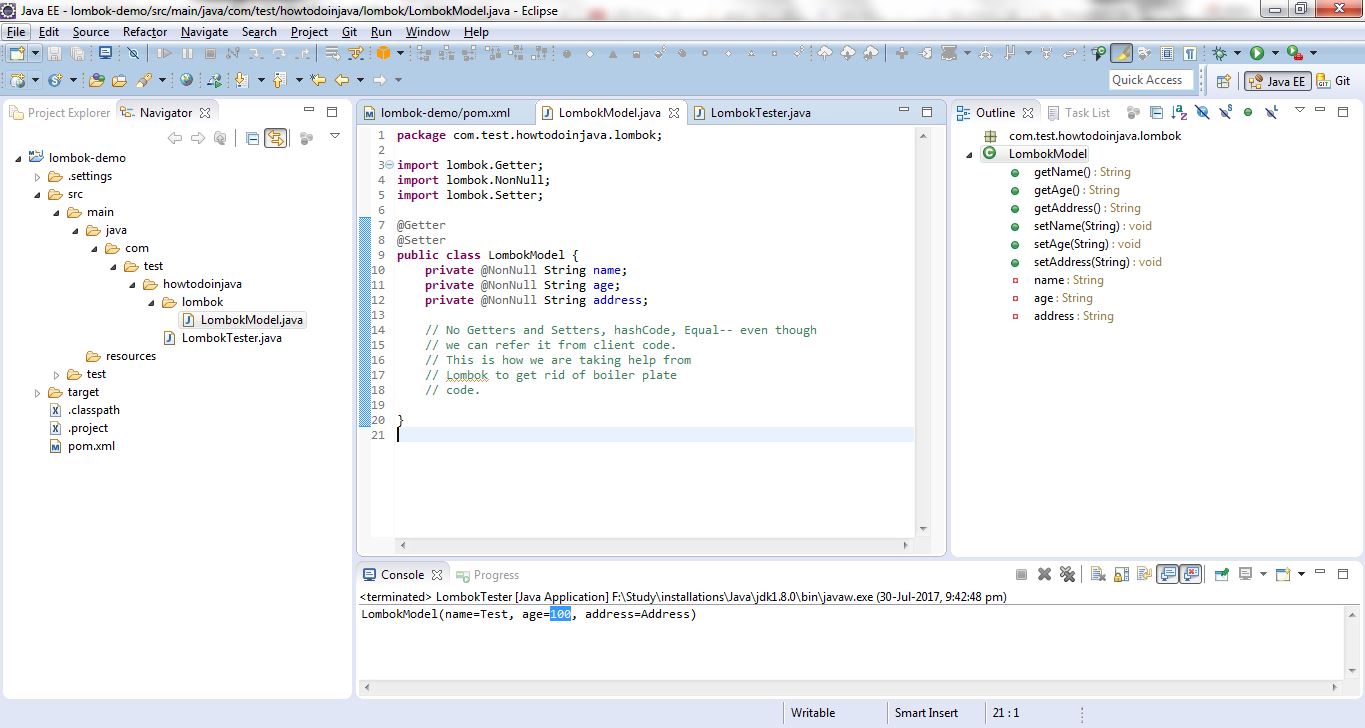 Java EE - lombok-demo/src/main/java/com/test/howtodoinjava/lombok/LombokModel.java - Eclipse
File Edit Source Refactor Navigate Search Project Git Run Window Help
Quick Access Java EE Git
Project Explorer Navigator
lombok-demo
.settings
src
main
java
com
test
howtodoinjava
lombok
LombokModel.java
LombokTester.java
resources
test
target
.classpath
.project
pom.xml
lombok-demo/pom.xml LombokModel.java LombokTester.java
1 package com.test.howtodoinjava.lombok;
2
3 import lombok.Getter;
4 import lombok.NonNull;
5 import lombok.Setter;
6
7 @Getter
8 @Setter
9 public class LombokModel {
10 private @NonNull String name;
11 private @NonNull String age;
12 private @NonNull String address;
13
14 // No Getters and Setters, hashCode, Equal-- even though
15 // we can refer it from client code.
16 // This is how we are taking help from
17 // Lombok to get rid of boiler plate
18 // code.
19
20 }
21
Outline Task List
com.test.howtodoinjava.lombok
LombokModel
getName() : String
getAge() : String
getAddress() : String
setName(String) : void
setAge(String) : void
setAddress(String) : void
name : String
age : String
address : String
Console Progress
<terminated> LombokTester [Java Application] F:\Study\installations\Java\jdk1.8.0\bin\javaw.exe (30-Jul-2017, 9:42:48 pm)
LombokModel(name=Test, age=100, address=Address)
Writable Smart Insert 21 : 1